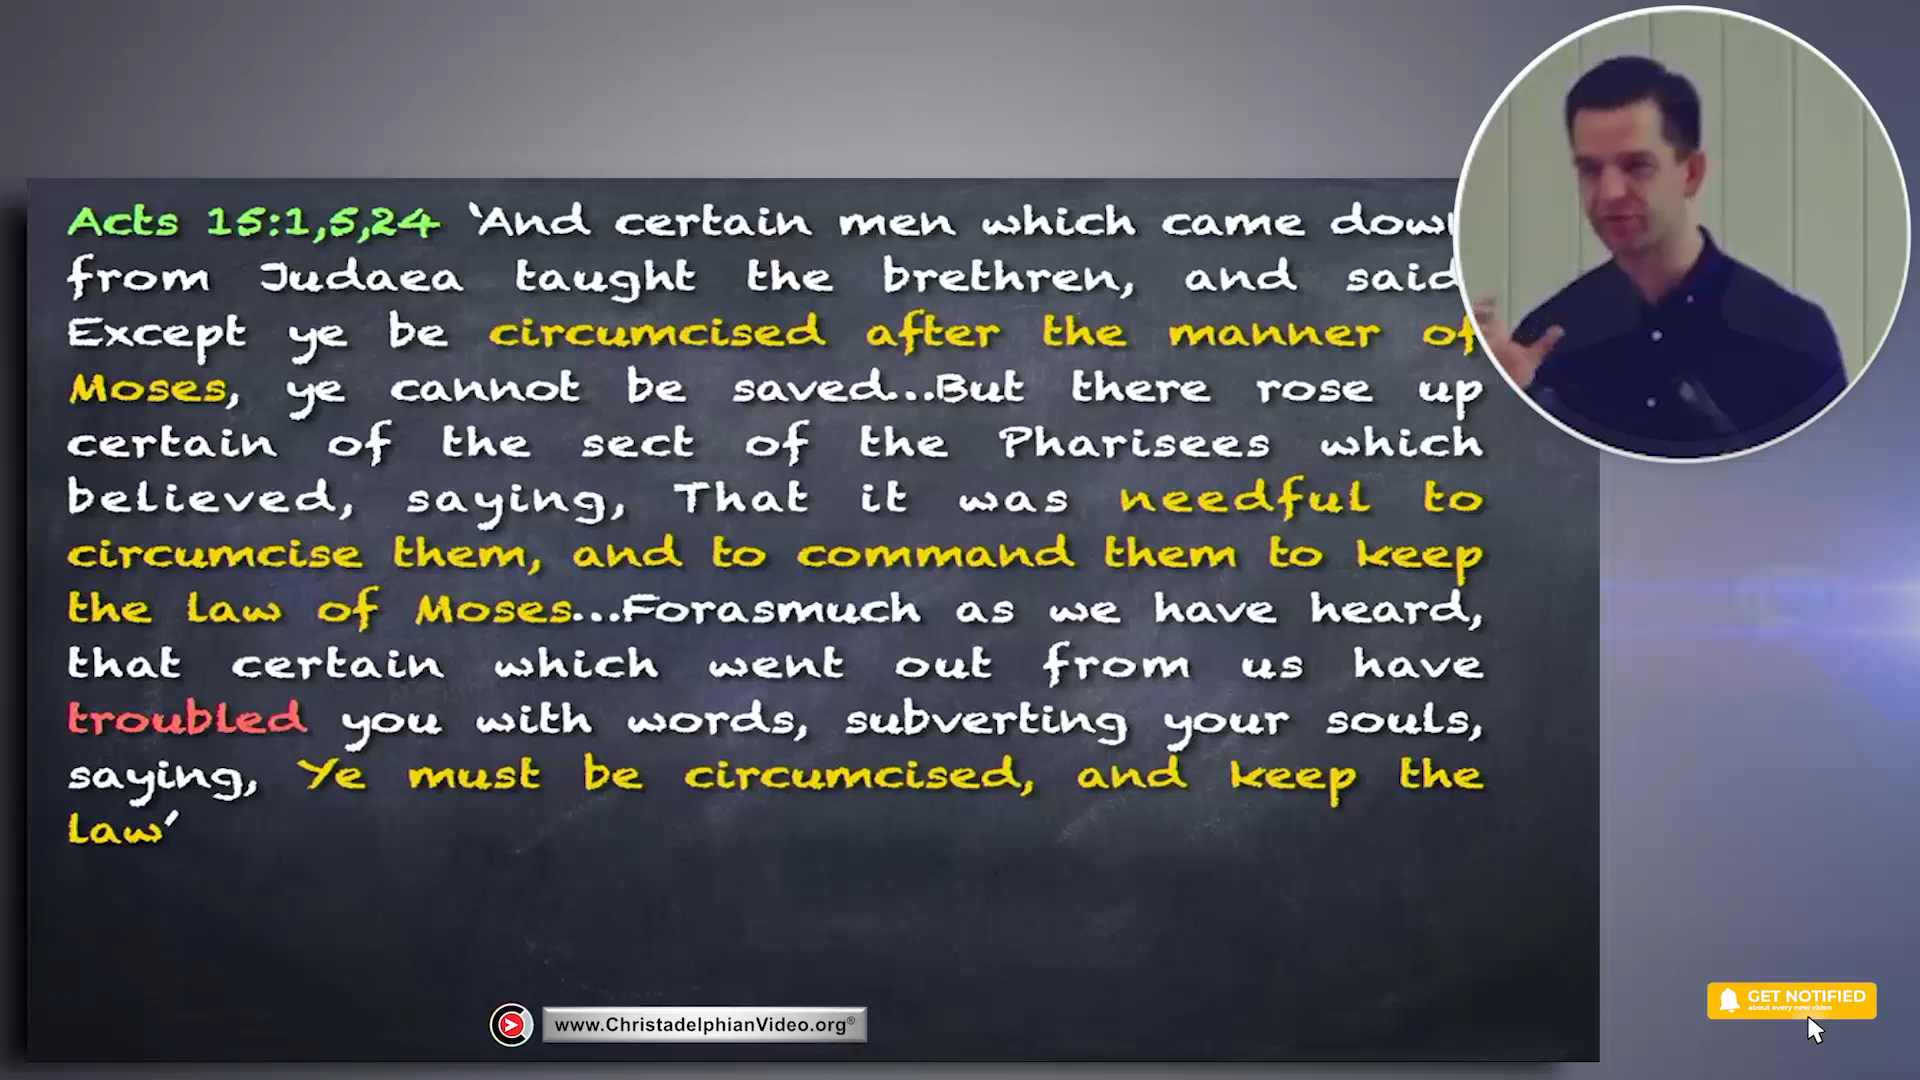 Acts 15:1,5,24 ‘And certain men which came down
from Judaea taught the brethren, and said
Except ye be circumcised after the manner of
Moses, ye cannot be saved...But there rose up
certain of the sect of the Pharisees which
believed, saying, That it was needful to
circumcise them, and to command them to keep
the law of Moses...Forasmuch as we have heard,
that certain which went out from us have
troubled you with words, subverting your souls,
saying, Ye must be circumcised, and keep the
law’
www.ChristadelphianVideo.org®
GET NOTIFIED
about every new video